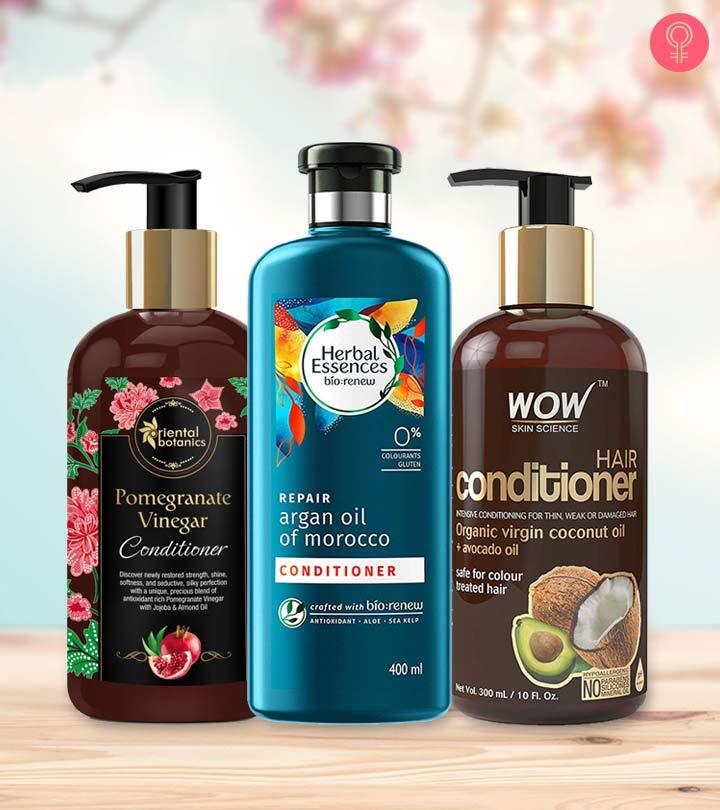 Oriental
botanics
Pomegranate
Vinegar
Conditioner
Discover newly restored strength, shine,
softness, and seductive, silky perfection
with a unique, precious blend of
antioxidant rich Pomegranate Vinegar
with Jojoba & Almond Oil
Herbal
Essences
bío:renew
0%
COLOURANTS
GLUTEN
REPAIR
argan oil
of morocco
CONDITIONER
crafted with bío:renew
ANTIOXIDANT • ALOE • SEA KELP
400 ml
WOW™
SKIN SCIENCE
HAIR
conditioner
INTENSIVE CONDITIONING FOR THIN, WEAK OR DAMAGED HAIR
Organic virgin coconut oil
+ avocado oil
safe for colour
treated hair
HYPOALLERGENIC
NO PARABENS
SILICONES
MINERAL OIL
Net Vol. 300 mL / 10 Fl. Oz.